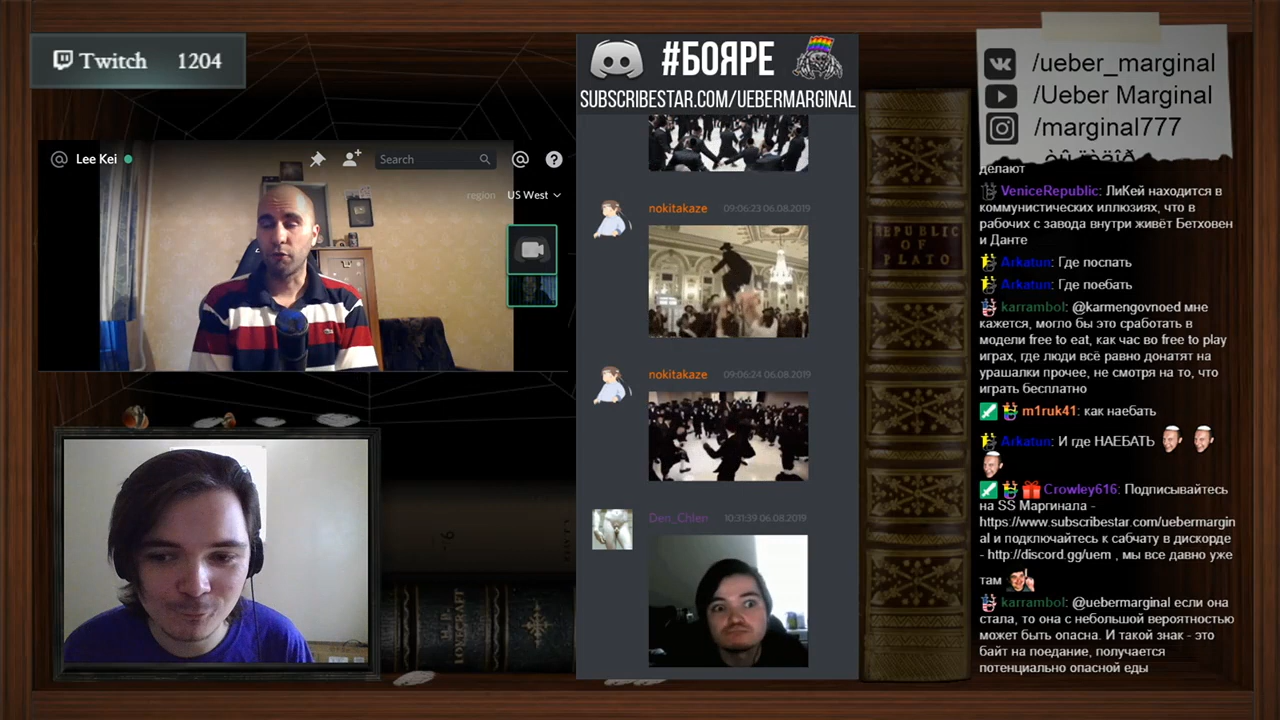 Twitch 1204
Lee Kei
Search
region US West
#БОЯРЕ
SUBSCRIBESTAR.COM/UEBERMARGINAL
nokitakaze 09:06:23 06.08.2019
nokitakaze 09:06:24 06.08.2019
Den_Chlen 10:31:39 06.08.2019
REPUBLIC
OF
PLATO
H.P.
LOVECRAFT
/ueber_marginal
/Ueber Marginal
/marginal777
делают
VeniceRepublic: ЛиКей находится в
коммунистических иллюзиях, что в
рабочих с завода внутри живёт Бетховен
и Данте
Arkatun: Где поспать
Arkatun: Где поебать
karrambol: @karmengovnoed мне
кажется, могло бы это сработать в
модели free to eat, как час во free to play
играх, где люди всё равно донатят на
урашалки прочее, не смотря на то, что
играть бесплатно
m1ruk41: как наебать
Arkatun: И где НАЕБАТЬ
Crowley616: Подписывайтесь
на SS Маргинала -
https://www.subscribestar.com/uebermargin
al и подключайтесь к сабчату в дискорде
- http://discord.gg/uem , мы все давно уже
там
karrambol: @uebermarginal если она
стала, то она с небольшой вероятностью
может быть опасна. И такой знак - это
байт на поедание, получается
потенциально опасной еды